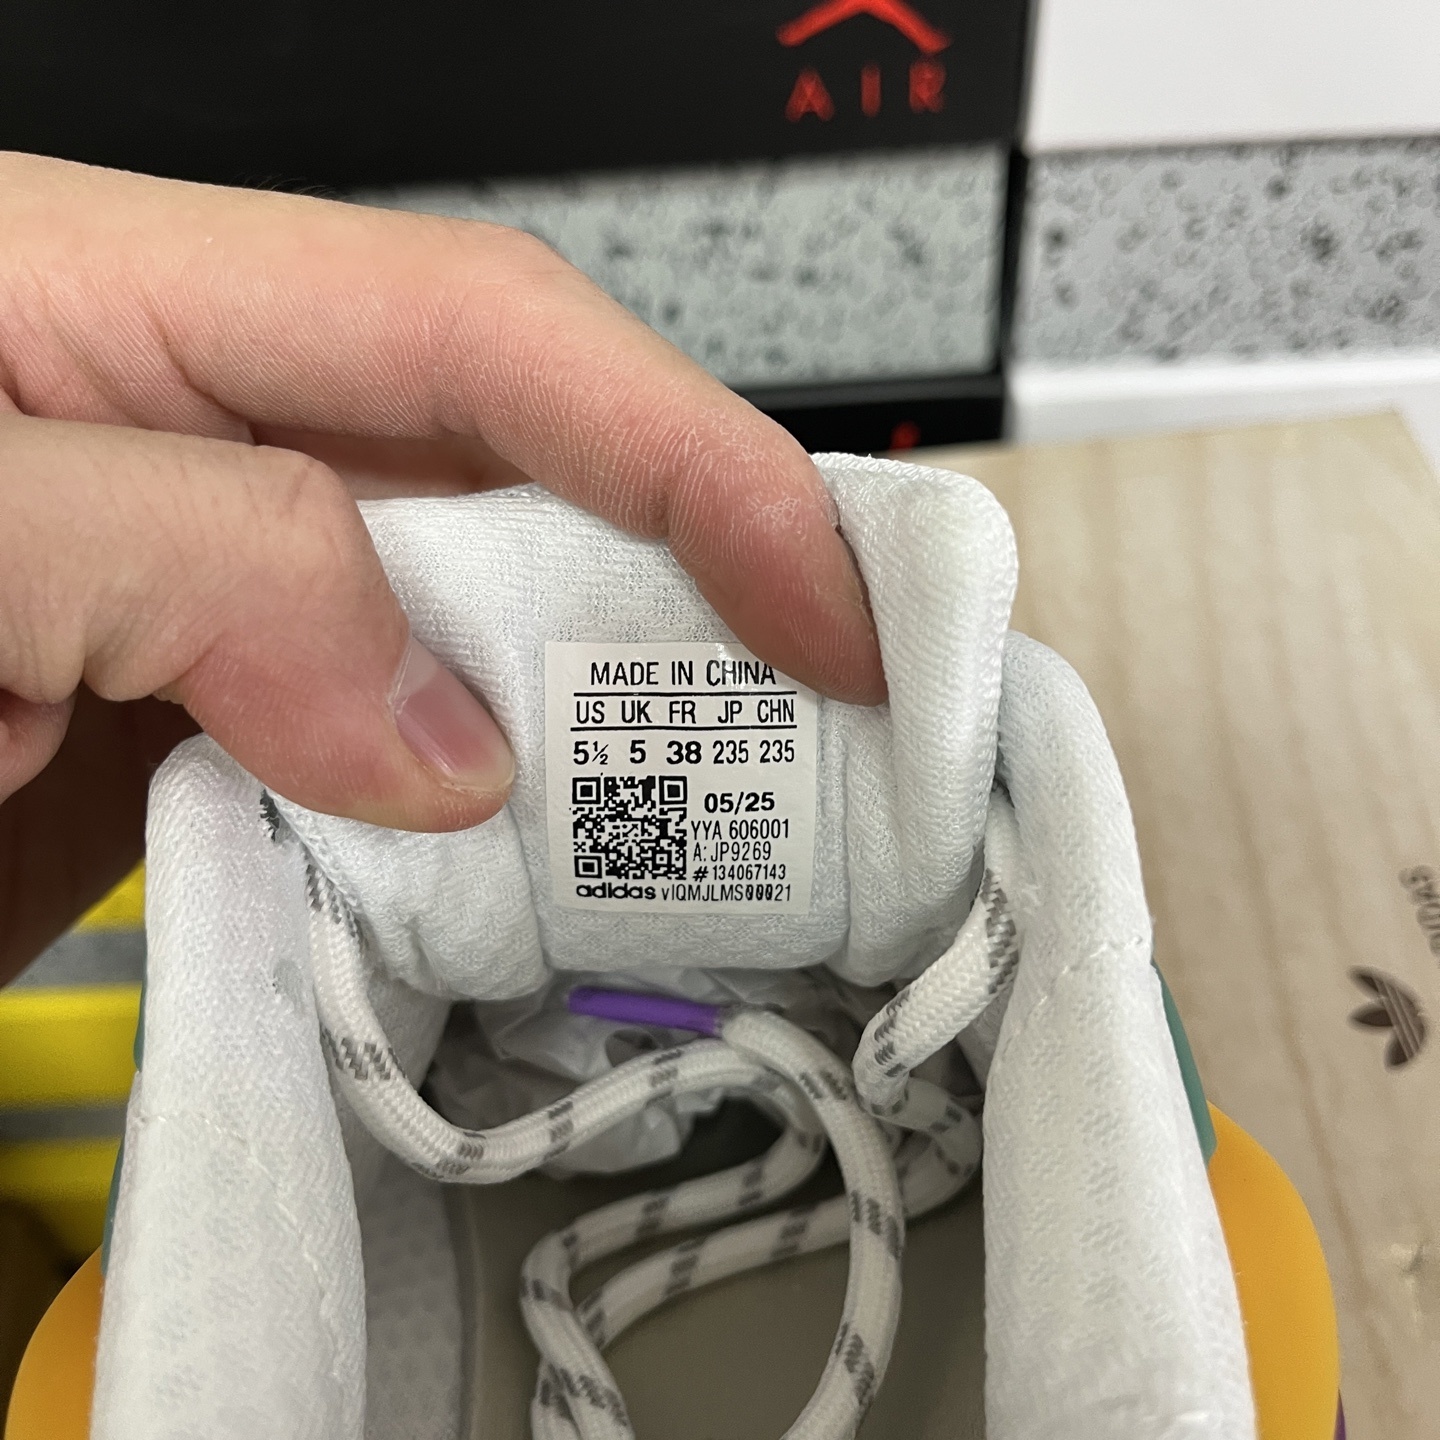 AIR
MADE IN CHINA
US UK FR JP CHN
5½ 5 38 235 235
05/25
YYA 606001
A: JP9269
# 134067143
adidas vIQMJLMS00021